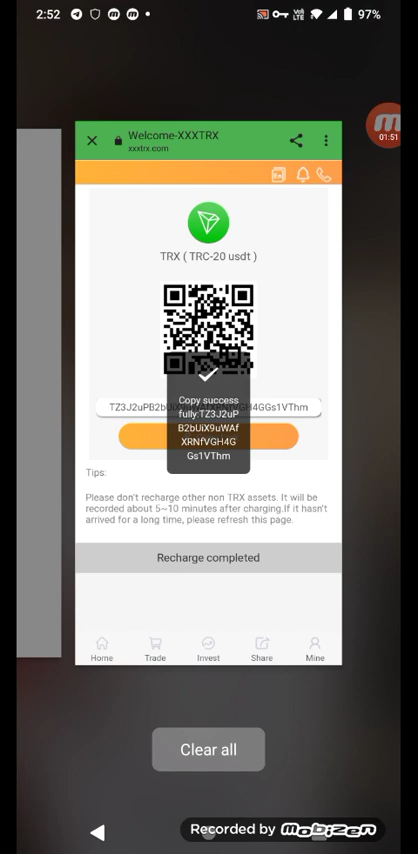 2:52
Vo)
LTE
97%
01:51
Welcome-XXXTRX
xxxtrx.com
TRX ( TRC-20 usdt )
Copy success
fully:TZ3J2uP
B2bUiX9uWAf
XRNfVGH4G
Gs1VThm
TZ3J2uPB2bUiX9uWAfXRNfVGH4GGs1VThm
Tips:
Please don't recharge other non TRX assets. It will be
recorded about 5~10 minutes after charging.If it hasn't
arrived for a long time, please refresh this page.
Recharge completed
Home
Trade
Invest
Share
Mine
Clear all
Recorded by MOBIZEN